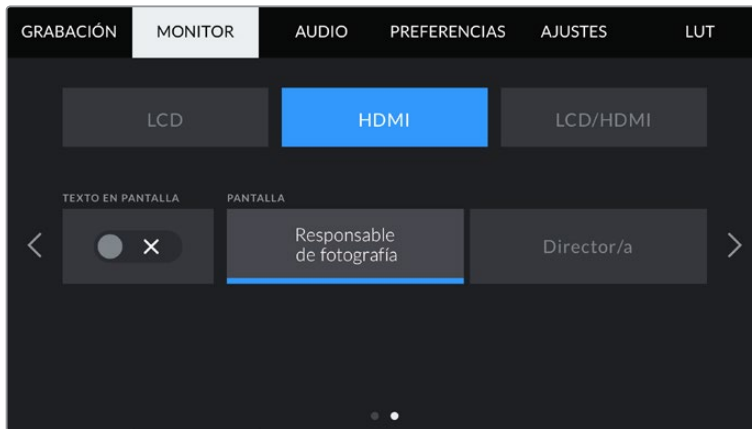 GRABACIÓN MONITOR AUDIO PREFERENCIAS AJUSTES LUT
LCD HDMI LCD/HDMI
TEXTO EN PANTALLA PANTALLA
Responsable
de fotografía
Director/a